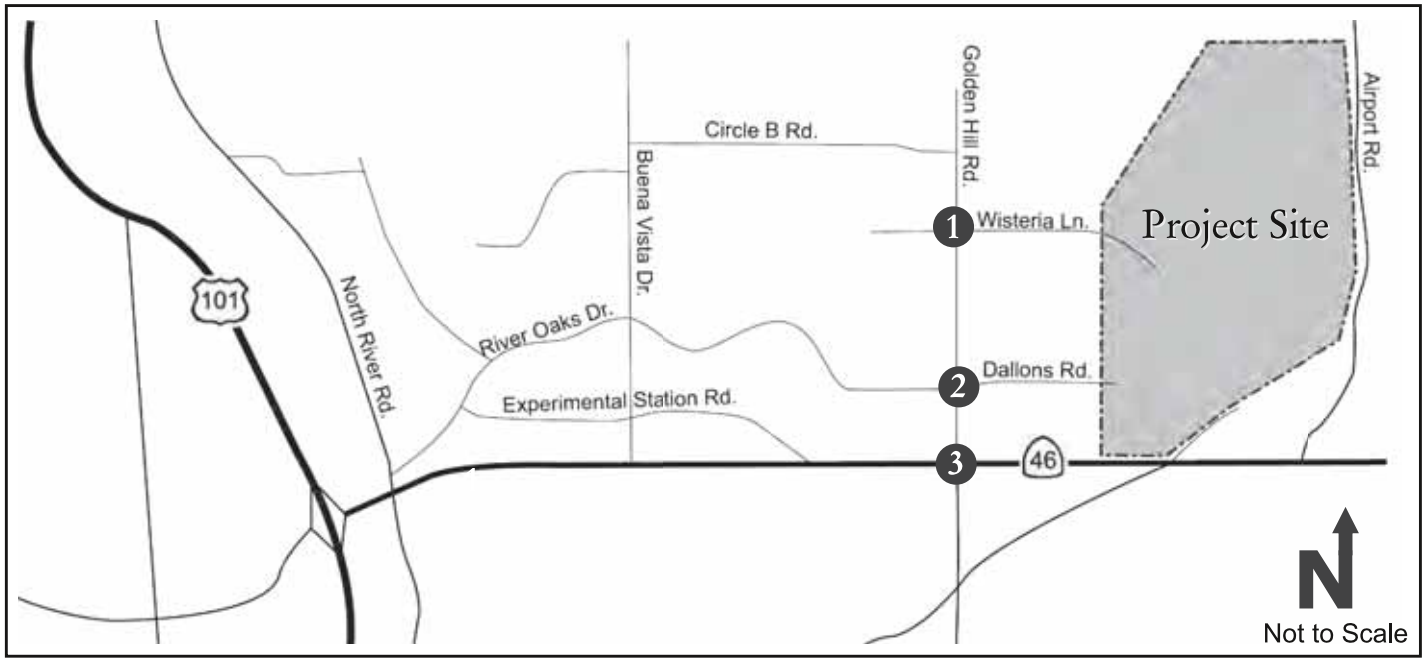 Circle B Rd.
Golden Hill Rd.
Airport Rd.
Buena Vista Dr.
1
Wisteria Ln.
Project Site
101
North River Rd.
River Oaks Dr.
2
Dallons Rd.
Experimental Station Rd.
3
46
N
Not to Scale